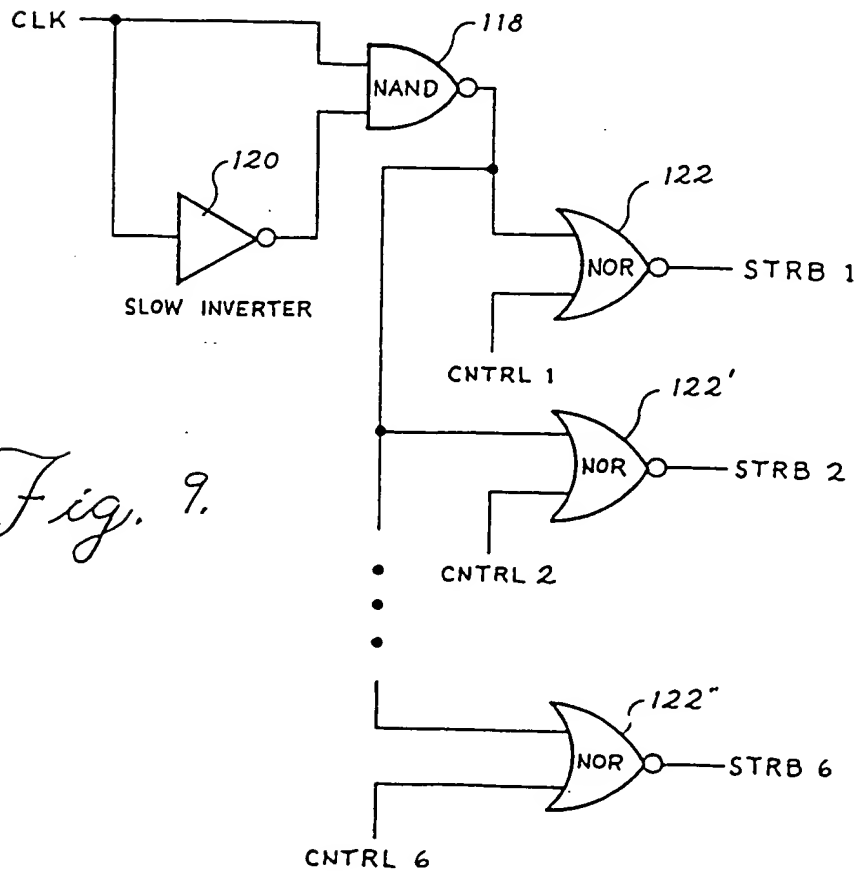 CLK
118
NAND
120
SLOW INVERTER
122
NOR
STRB 1
CNTRL 1
122'
NOR
STRB 2
CNTRL 2
Fig. 9.
122"
NOR
STRB 6
CNTRL 6